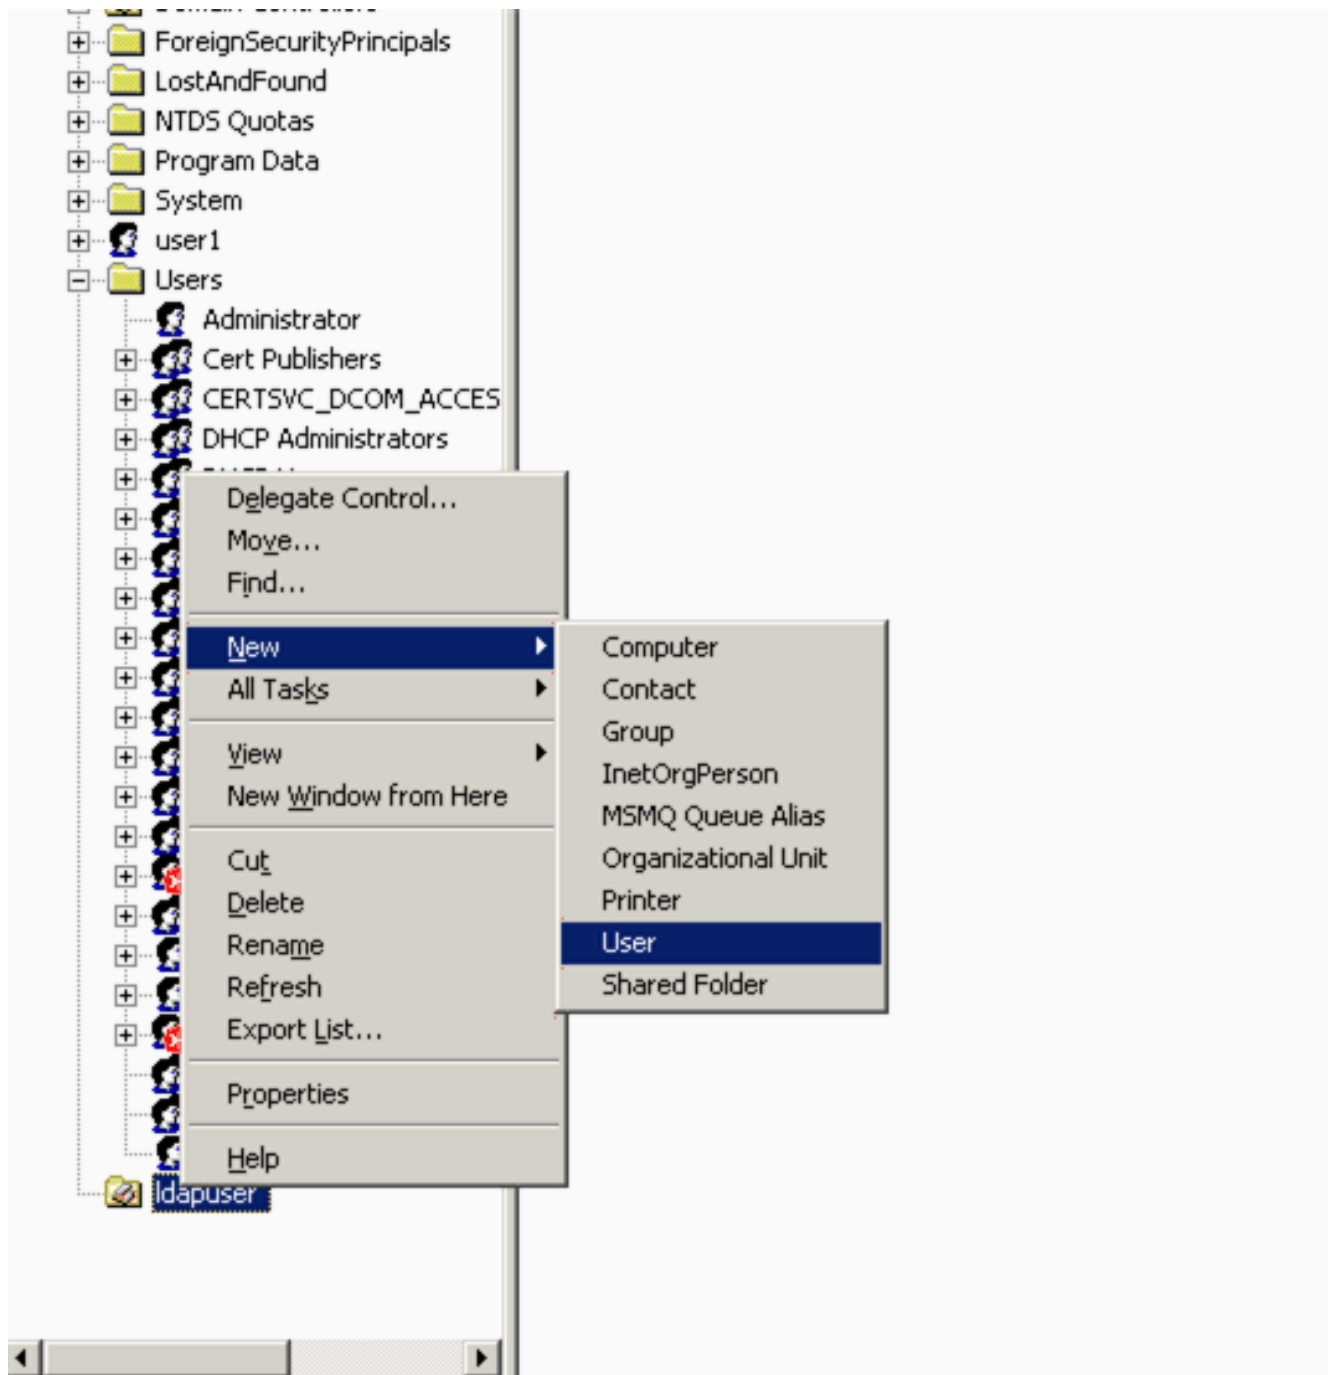 ForeignSecurityPrincipals
LostAndFound
NTDS Quotas
Program Data
System
user1
Users
Administrator
Cert Publishers
CERTSVC_DCOM_ACCES
DHCP Administrators
Delegate Control...
Move...
Find...
New
All Tasks
View
New Window from Here
Cut
Delete
Rename
Refresh
Export List...
Properties
Help
Computer
Contact
Group
InetOrgPerson
MSMQ Queue Alias
Organizational Unit
Printer
User
Shared Folder
ldapuser